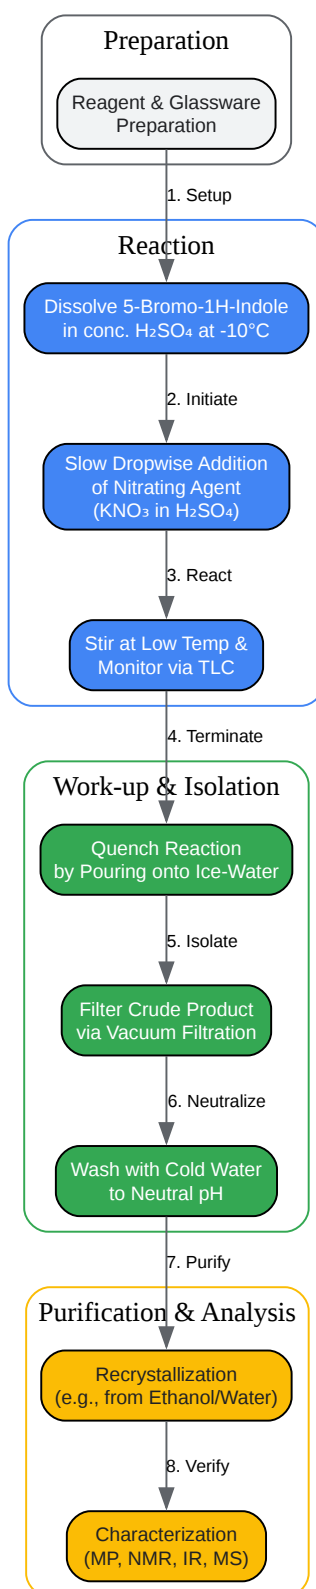 Preparation
Reagent & Glassware
Preparation
1. Setup
Reaction
Dissolve 5-Bromo-1H-Indole
in conc. H₂SO₄ at -10°C
2. Initiate
Slow Dropwise Addition
of Nitrating Agent
(KNO₃ in H₂SO₄)
3. React
Stir at Low Temp &
Monitor via TLC
4. Terminate
Work-up & Isolation
Quench Reaction
by Pouring onto Ice-Water
5. Isolate
Filter Crude Product
via Vacuum Filtration
6. Neutralize
Wash with Cold Water
to Neutral pH
7. Purify
Purification & Analysis
Recrystallization
(e.g., from Ethanol/Water)
8. Verify
Characterization
(MP, NMR, IR, MS)